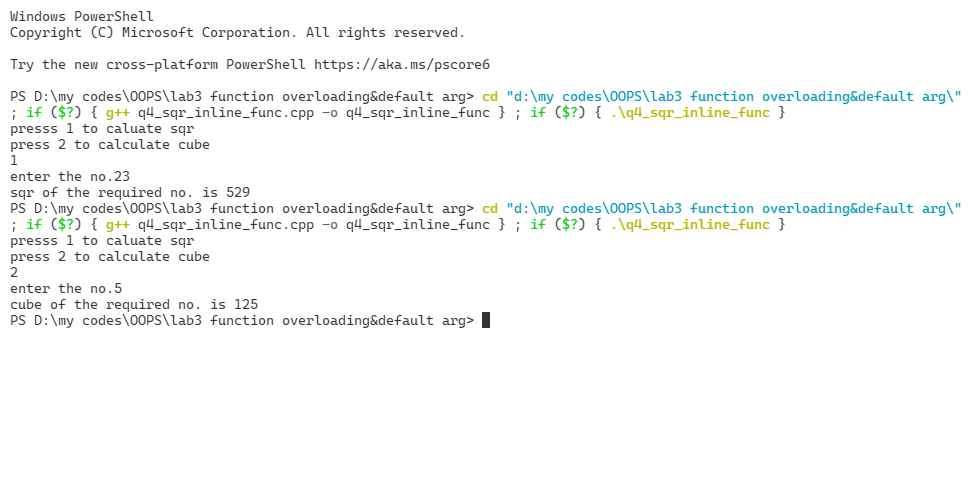 Windows PowerShell
Copyright (C) Microsoft Corporation. All rights reserved.
Try the new cross-platform PowerShell https://aka.ms/pscore6
PS D:\my codes\OOPS\lab3 function overloading&default arg> cd "d:\my codes\OOPS\lab3 function overloading&default arg\"
; if ($?) { g++ q4_sqr_inline_func.cpp -o q4_sqr_inline_func } ; if ($?) { .\q4_sqr_inline_func }
presss 1 to caluate sqr
press 2 to calculate cube
1
enter the no.23
sqr of the required no. is 529
PS D:\my codes\OOPS\lab3 function overloading&default arg> cd "d:\my codes\OOPS\lab3 function overloading&default arg\"
; if ($?) { g++ q4_sqr_inline_func.cpp -o q4_sqr_inline_func } ; if ($?) { .\q4_sqr_inline_func }
presss 1 to caluate sqr
press 2 to calculate cube
2
enter the no.5
cube of the required no. is 125
PS D:\my codes\OOPS\lab3 function overloading&default arg>